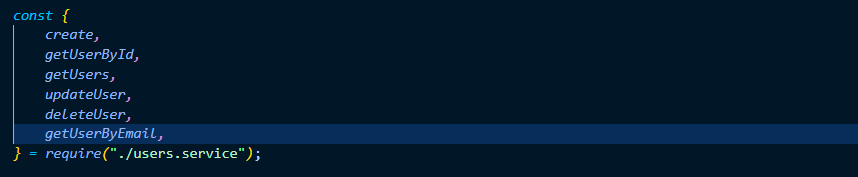 const {
    create,
    getUserById,
    getUsers,
    updateUser,
    deleteUser,
    getUserByEmail,
} = require("./users.service");